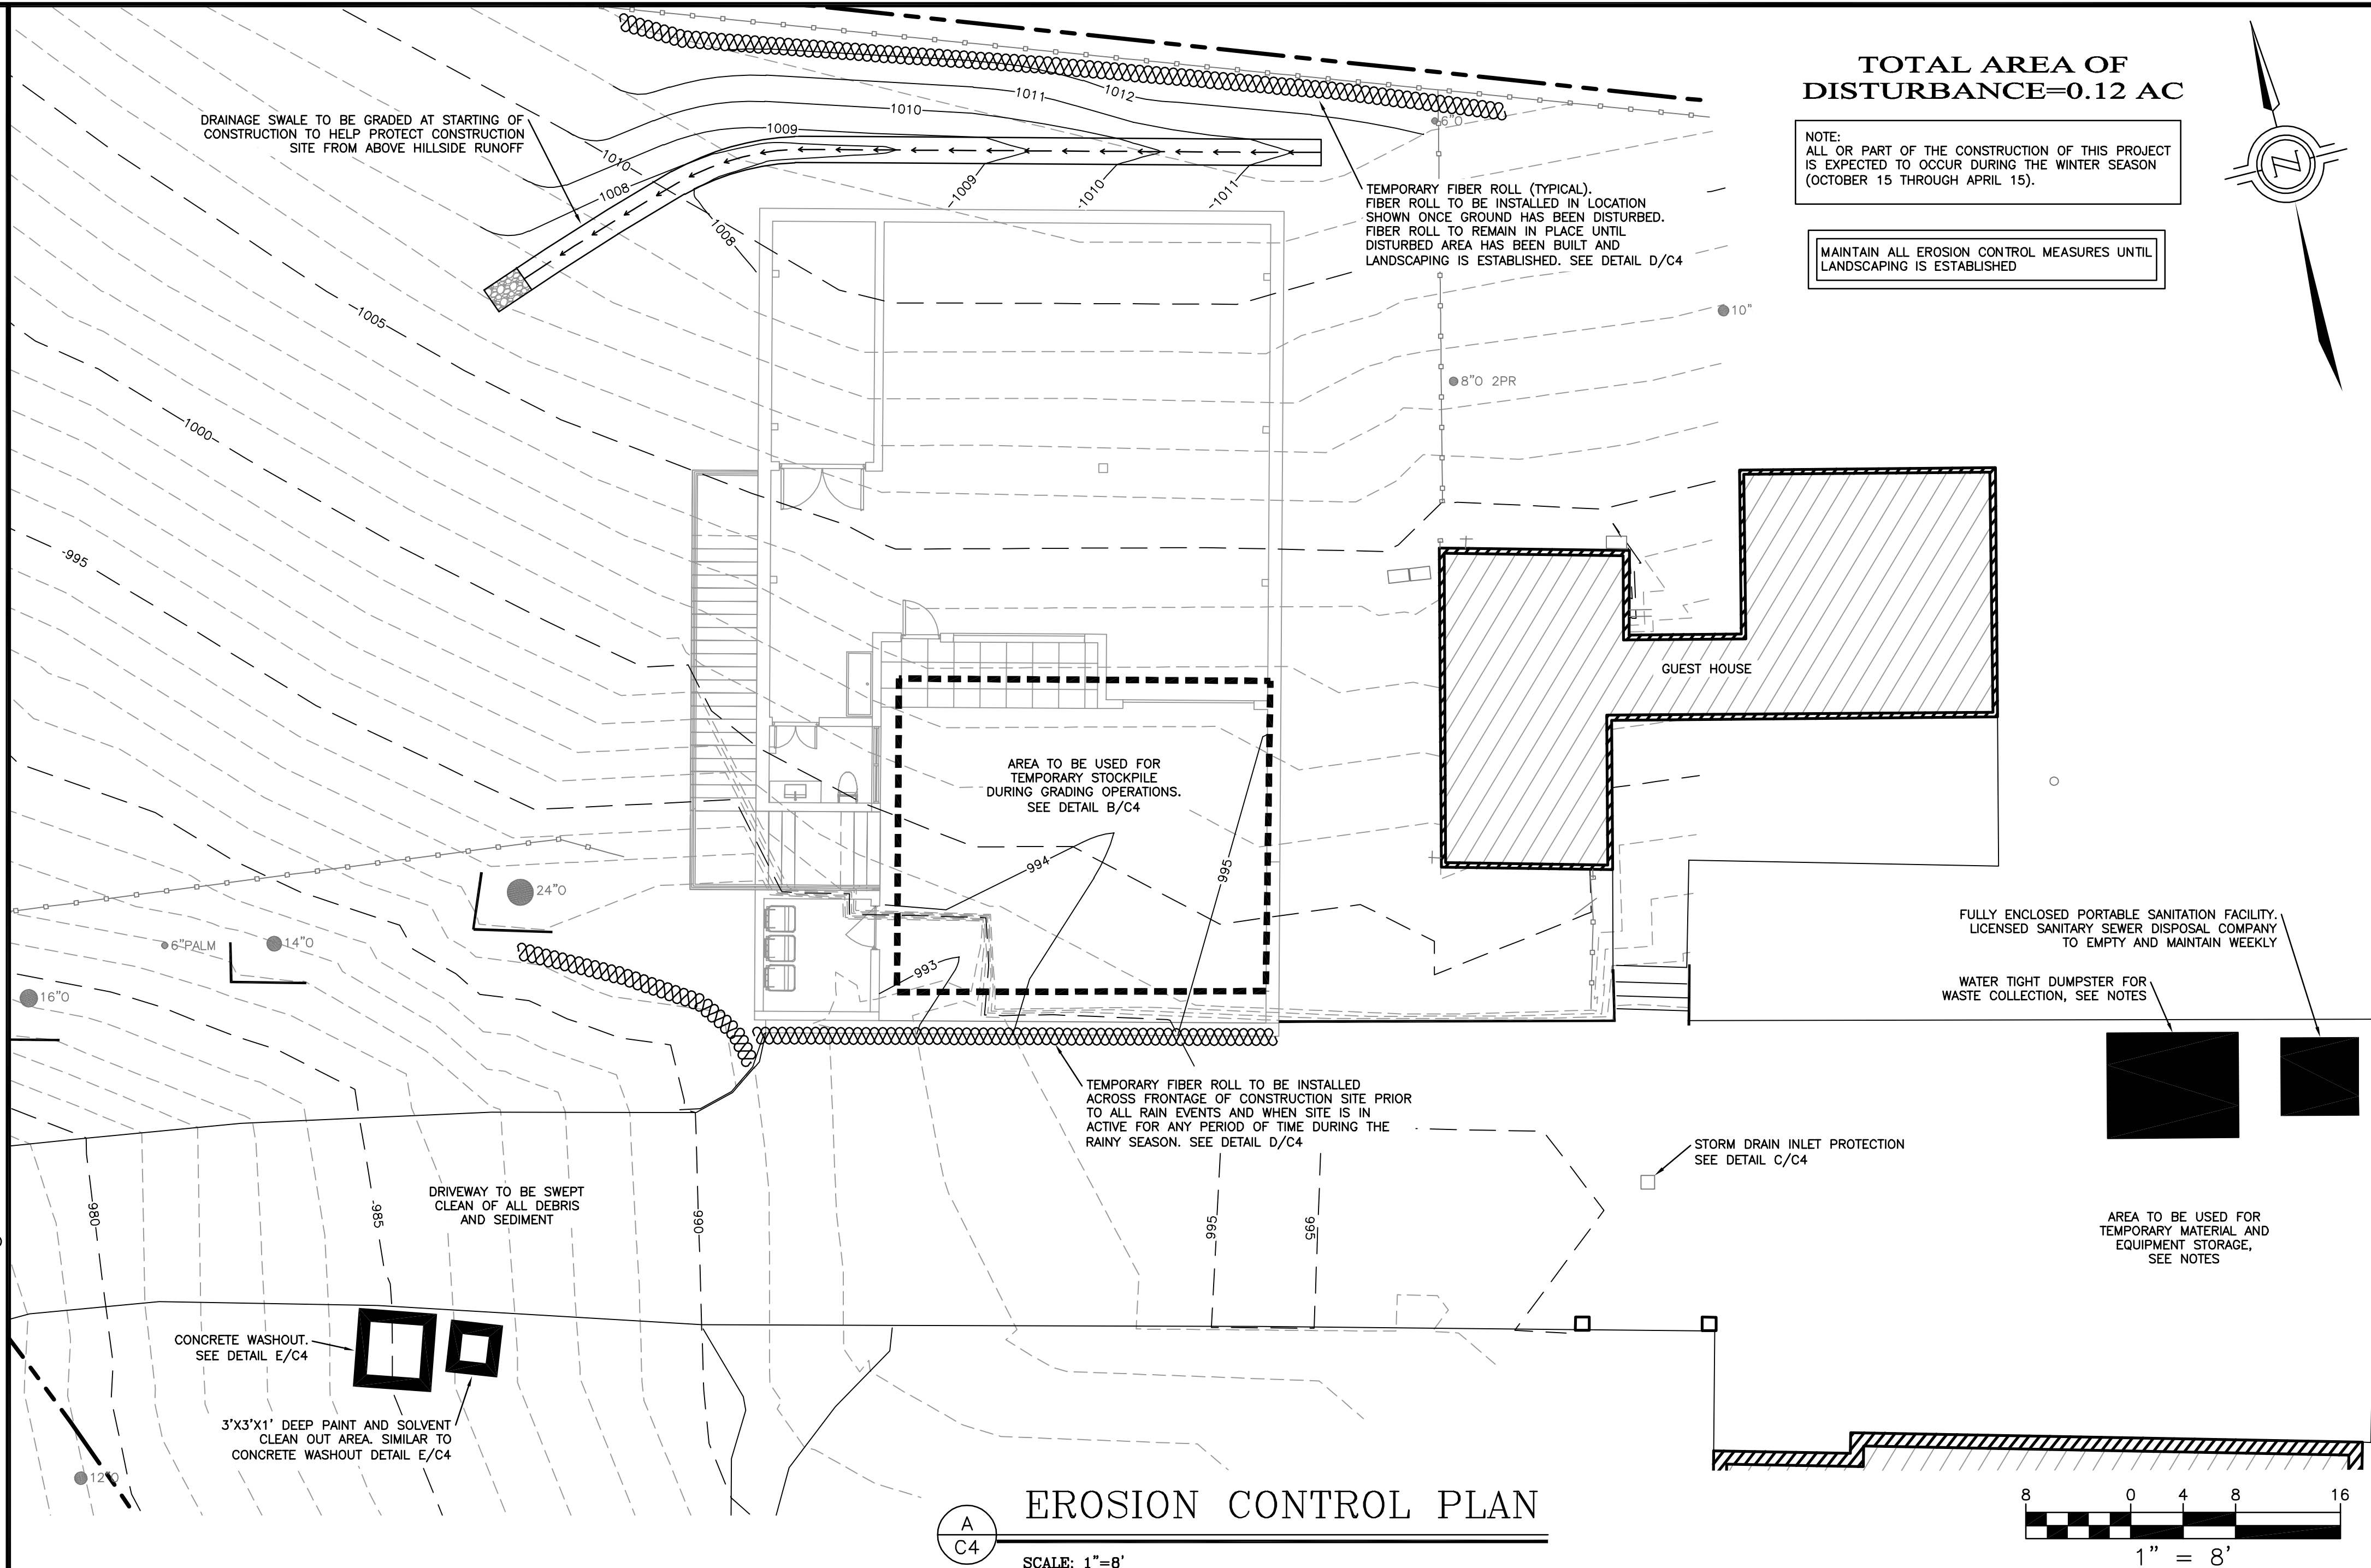 TOTAL AREA OF
DISTURBANCE=0.12 AC
NOTE:
ALL OR PART OF THE CONSTRUCTION OF THIS PROJECT
IS EXPECTED TO OCCUR DURING THE WINTER SEASON
(OCTOBER 15 THROUGH APRIL 15).
MAINTAIN ALL EROSION CONTROL MEASURES UNTIL
LANDSCAPING IS ESTABLISHED
N
DRAINAGE SWALE TO BE GRADED AT STARTING OF
CONSTRUCTION TO HELP PROTECT CONSTRUCTION
SITE FROM ABOVE HILLSIDE RUNOFF
1012
1011
1010
1009
1010
1008
1008
1009
1010
1011
6"O
TEMPORARY FIBER ROLL (TYPICAL).
FIBER ROLL TO BE INSTALLED IN LOCATION
SHOWN ONCE GROUND HAS BEEN DISTURBED.
FIBER ROLL TO REMAIN IN PLACE UNTIL
DISTURBED AREA HAS BEEN BUILT AND
LANDSCAPING IS ESTABLISHED. SEE DETAIL D/C4
10"
8"O 2PR
1005
1000
995
GUEST HOUSE
AREA TO BE USED FOR
TEMPORARY STOCKPILE
DURING GRADING OPERATIONS.
SEE DETAIL B/C4
994
995
993
24"O
14"O
6"PALM
16"O
FULLY ENCLOSED PORTABLE SANITATION FACILITY.
LICENSED SANITARY SEWER DISPOSAL COMPANY
TO EMPTY AND MAINTAIN WEEKLY
WATER TIGHT DUMPSTER FOR
WASTE COLLECTION, SEE NOTES
TEMPORARY FIBER ROLL TO BE INSTALLED
ACROSS FRONTAGE OF CONSTRUCTION SITE PRIOR
TO ALL RAIN EVENTS AND WHEN SITE IS IN
ACTIVE FOR ANY PERIOD OF TIME DURING THE
RAINY SEASON. SEE DETAIL D/C4
STORM DRAIN INLET PROTECTION
SEE DETAIL C/C4
DRIVEWAY TO BE SWEPT
CLEAN OF ALL DEBRIS
AND SEDIMENT
980
985
990
995
995
AREA TO BE USED FOR
TEMPORARY MATERIAL AND
EQUIPMENT STORAGE,
SEE NOTES
CONCRETE WASHOUT.
SEE DETAIL E/C4
3'X3'X1' DEEP PAINT AND SOLVENT
CLEAN OUT AREA. SIMILAR TO
CONCRETE WASHOUT DETAIL E/C4
12"O
A
C4
EROSION CONTROL PLAN
SCALE: 1"=8'
8 0 4 8 16
1" = 8'